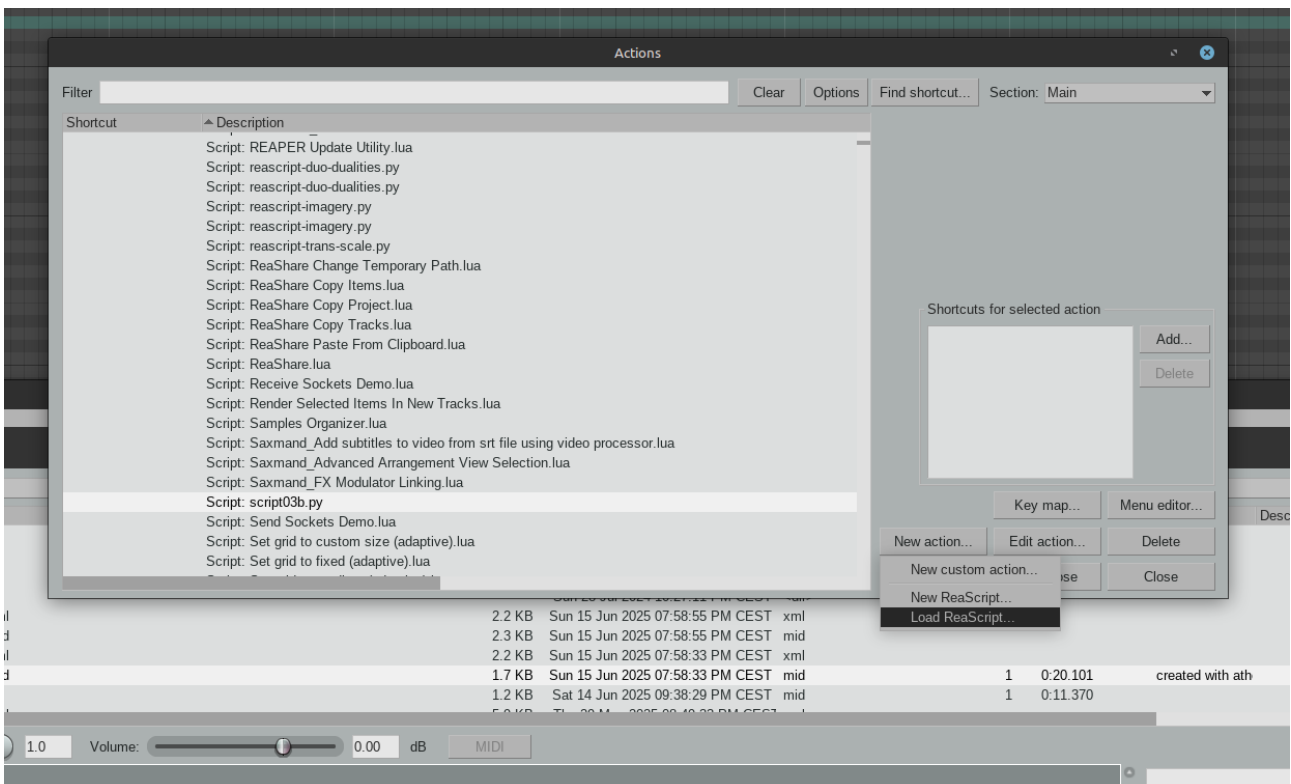 Actions
Filter Clear Options Find shortcut... Section: Main
Shortcut Description
Script: REAPER Update Utility.lua
Script: reascript-duo-dualities.py
Script: reascript-duo-dualities.py
Script: reascript-imagery.py
Script: reascript-imagery.py
Script: reascript-trans-scale.py
Script: ReaShare Change Temporary Path.lua
Script: ReaShare Copy Items.lua
Script: ReaShare Copy Project.lua
Script: ReaShare Copy Tracks.lua
Script: ReaShare Paste From Clipboard.lua
Script: ReaShare.lua
Script: Receive Sockets Demo.lua
Script: Render Selected Items In New Tracks.lua
Script: Samples Organizer.lua
Script: Saxmand_Add subtitles to video from srt file using video processor.lua
Script: Saxmand_Advanced Arrangement View Selection.lua
Script: Saxmand_FX Modulator Linking.lua
Script: script03b.py
Script: Send Sockets Demo.lua
Script: Set grid to custom size (adaptive).lua
Script: Set grid to fixed (adaptive).lua
Shortcuts for selected action
Add...
Delete
Key map... Menu editor...
New action... Edit action... Delete
Close
New custom action...
New ReaScript...
Load ReaScript...
Desc
2.2 KB Sun 15 Jun 2025 07:58:55 PM CEST xml
2.3 KB Sun 15 Jun 2025 07:58:55 PM CEST mid
2.2 KB Sun 15 Jun 2025 07:58:33 PM CEST xml
1.7 KB Sun 15 Jun 2025 07:58:33 PM CEST mid 1 0:20.101 created with ath
1.2 KB Sat 14 Jun 2025 09:38:29 PM CEST mid 1 0:11.370
1.0 Volume: 0.00 dB MIDI